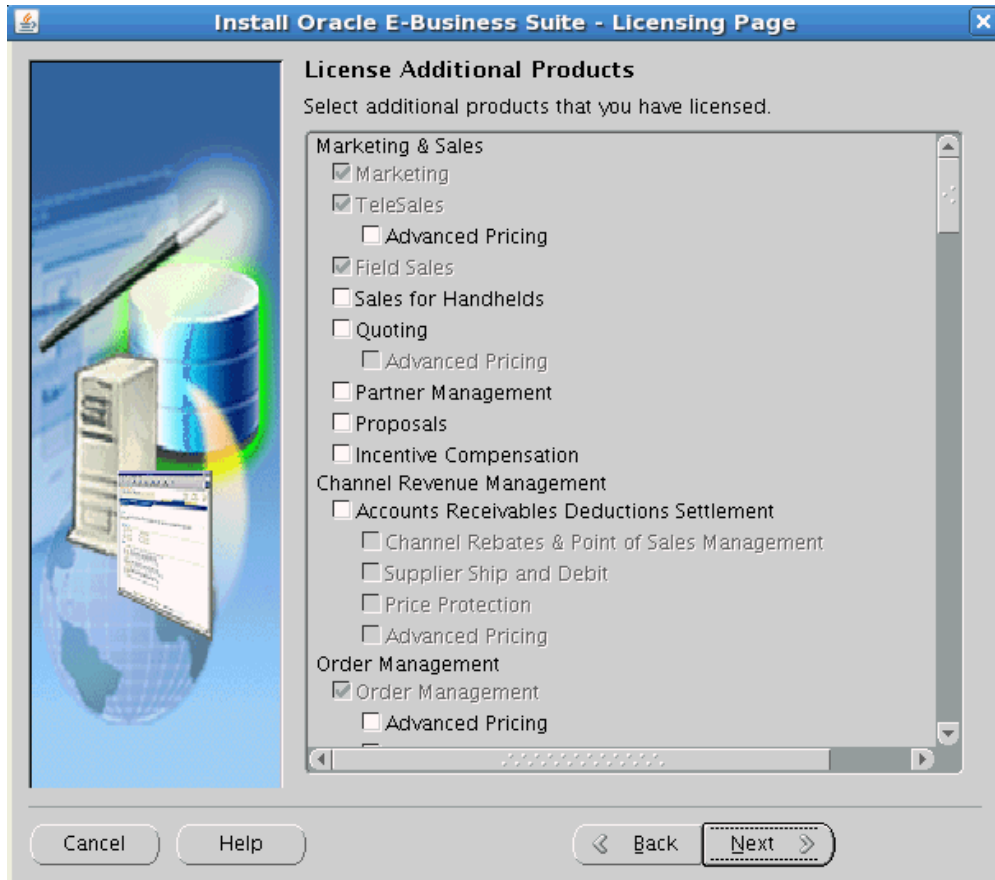 Install Oracle E-Business Suite - Licensing Page
License Additional Products
Select additional products that you have licensed.
Marketing & Sales
Marketing
TeleSales
Advanced Pricing
Field Sales
Sales for Handhelds
Quoting
Advanced Pricing
Partner Management
Proposals
Incentive Compensation
Channel Revenue Management
Accounts Receivables Deductions Settlement
Channel Rebates & Point of Sales Management
Supplier Ship and Debit
Price Protection
Advanced Pricing
Order Management
Order Management
Advanced Pricing
Cancel
Help
Back
Next